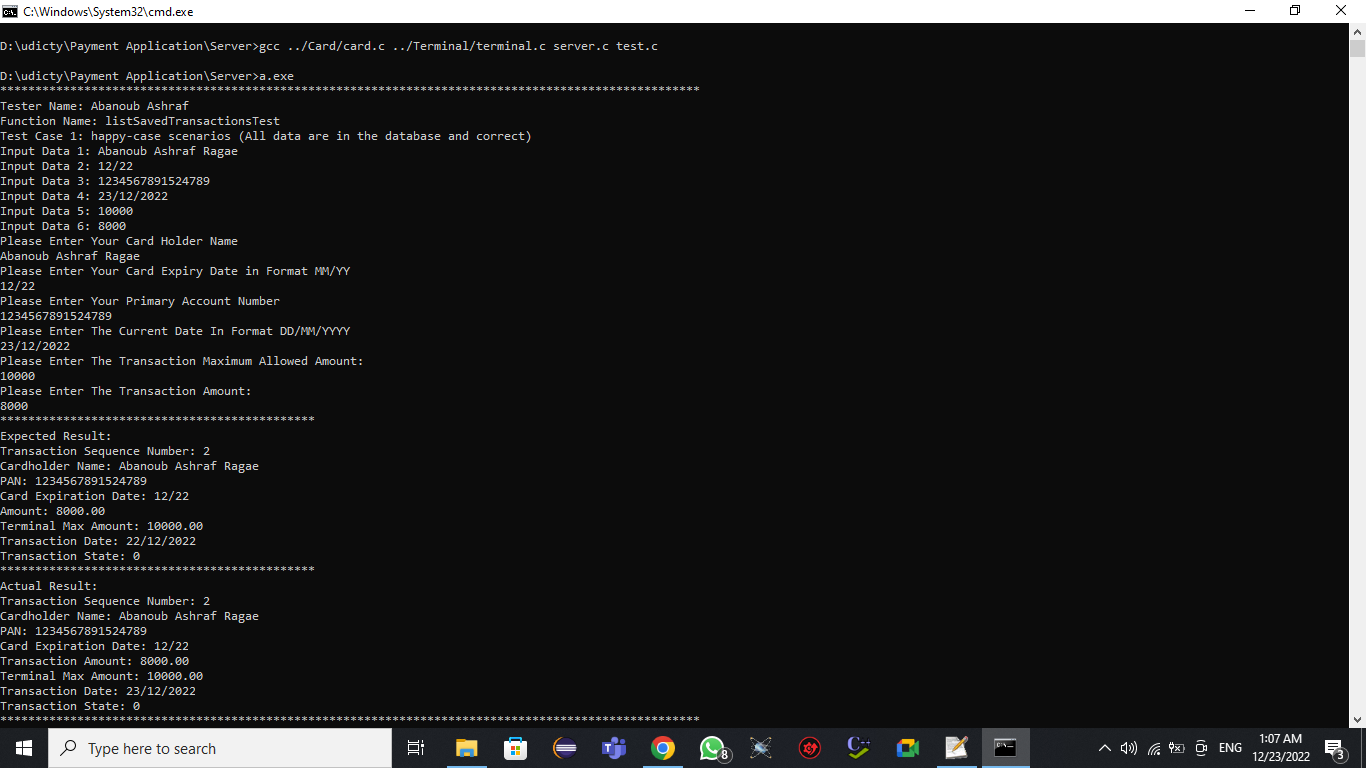 C:\Windows\System32\cmd.exe
D:\udicty\Payment Application\Server>gcc ../Card/card.c ../Terminal/terminal.c server.c test.c
D:\udicty\Payment Application\Server>a.exe
****************************************************************************************************
Tester Name: Abanoub Ashraf
Function Name: listSavedTransactionsTest
Test Case 1: happy-case scenarios (All data are in the database and correct)
Input Data 1: Abanoub Ashraf Ragae
Input Data 2: 12/22
Input Data 3: 1234567891524789
Input Data 4: 23/12/2022
Input Data 5: 10000
Input Data 6: 8000
Please Enter Your Card Holder Name
Abanoub Ashraf Ragae
Please Enter Your Card Expiry Date in Format MM/YY
12/22
Please Enter Your Primary Account Number
1234567891524789
Please Enter The Current Date In Format DD/MM/YYYY
23/12/2022
Please Enter The Transaction Maximum Allowed Amount:
10000
Please Enter The Transaction Amount:
8000
*********************************************
Expected Result:
Transaction Sequence Number: 2
Cardholder Name: Abanoub Ashraf Ragae
PAN: 1234567891524789
Card Expiration Date: 12/22
Amount: 8000.00
Terminal Max Amount: 10000.00
Transaction Date: 22/12/2022
Transaction State: 0
*********************************************
Actual Result:
Transaction Sequence Number: 2
Cardholder Name: Abanoub Ashraf Ragae
PAN: 1234567891524789
Card Expiration Date: 12/22
Transaction Amount: 8000.00
Terminal Max Amount: 10000.00
Transaction Date: 23/12/2022
Transaction State: 0
****************************************************************************************************
Type here to search
8
C++
ENG
1:07 AM
12/23/2022
3